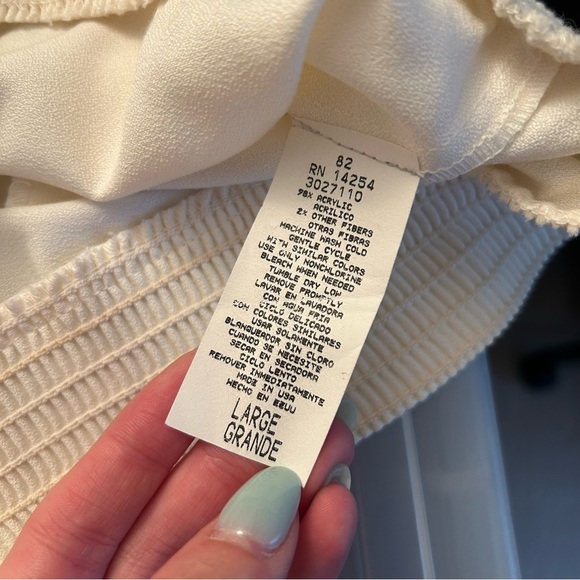 82
RN 14254
3027110
98% ACRYLIC
ACRILICO
2% OTHER FIBERS
OTRAS FIBRAS
MACHINE WASH COLD
GENTLE CYCLE
WITH SIMILAR COLORS
USE ONLY NONCHLORINE
BLEACH WHEN NEEDED
TUMBLE DRY LOW
REMOVE PROMPTLY
LAVAR EN LAVADORA
CON AGUA FRIA
CON CICLO DELICADO
CON COLORES SIMILARES
USAR SOLAMENTE
BLANQUEADOR SIN CLORO
CUANDO SE NECESITE
SECAR EN SECADORA
CICLO LENTO
REMOVER INMEDIATAMENTE
MADE IN USA
HECHO EN EEUU
LARGE
GRANDE